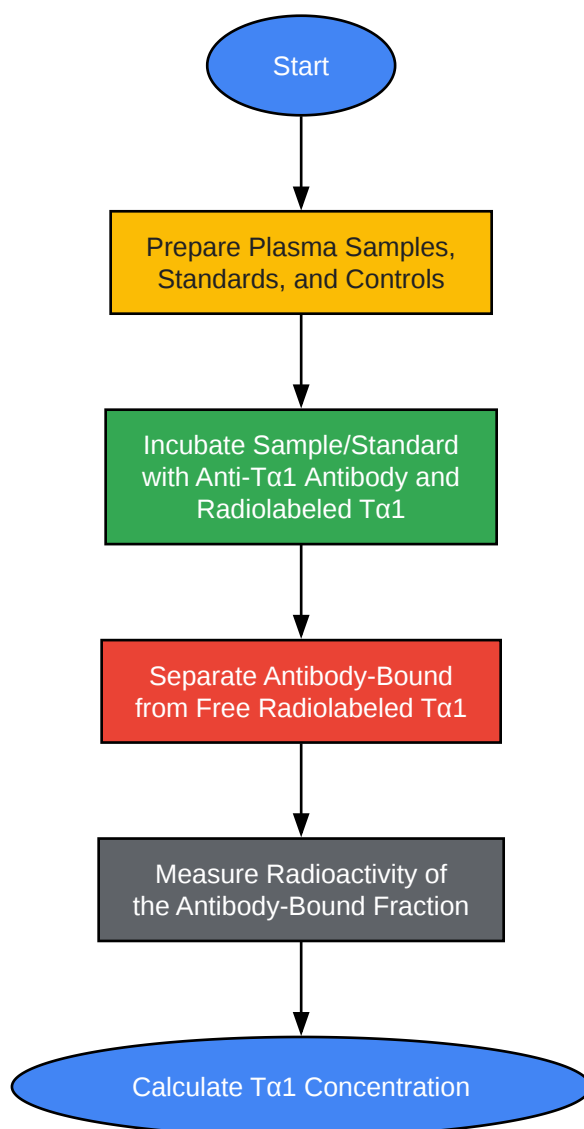 Start
Prepare Plasma Samples,
Standards, and Controls
Incubate Sample/Standard
with Anti-Tα1 Antibody and
Radiolabeled Tα1
Separate Antibody-Bound
from Free Radiolabeled Tα1
Measure Radioactivity of
the Antibody-Bound Fraction
Calculate Tα1 Concentration